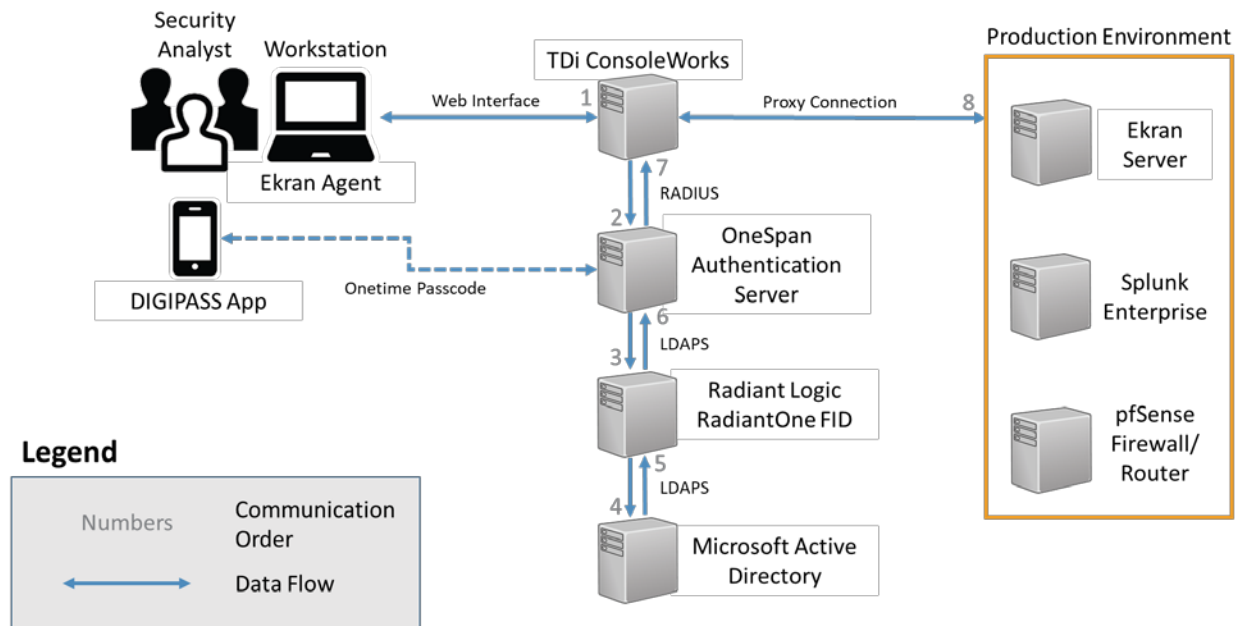 Security
Analyst
Workstation
Ekran Agent
DIGIPASS App
Web Interface
Onetime Passcode
TDi ConsoleWorks
1
Proxy Connection
8
7
RADIUS
2
OneSpan
Authentication
Server
6
LDAPS
3
Radiant Logic
RadiantOne FID
5
LDAPS
4
Microsoft Active
Directory
Production Environment
Ekran
Server
Splunk
Enterprise
pfSense
Firewall/
Router
Legend
Numbers
Communication
Order
Data Flow